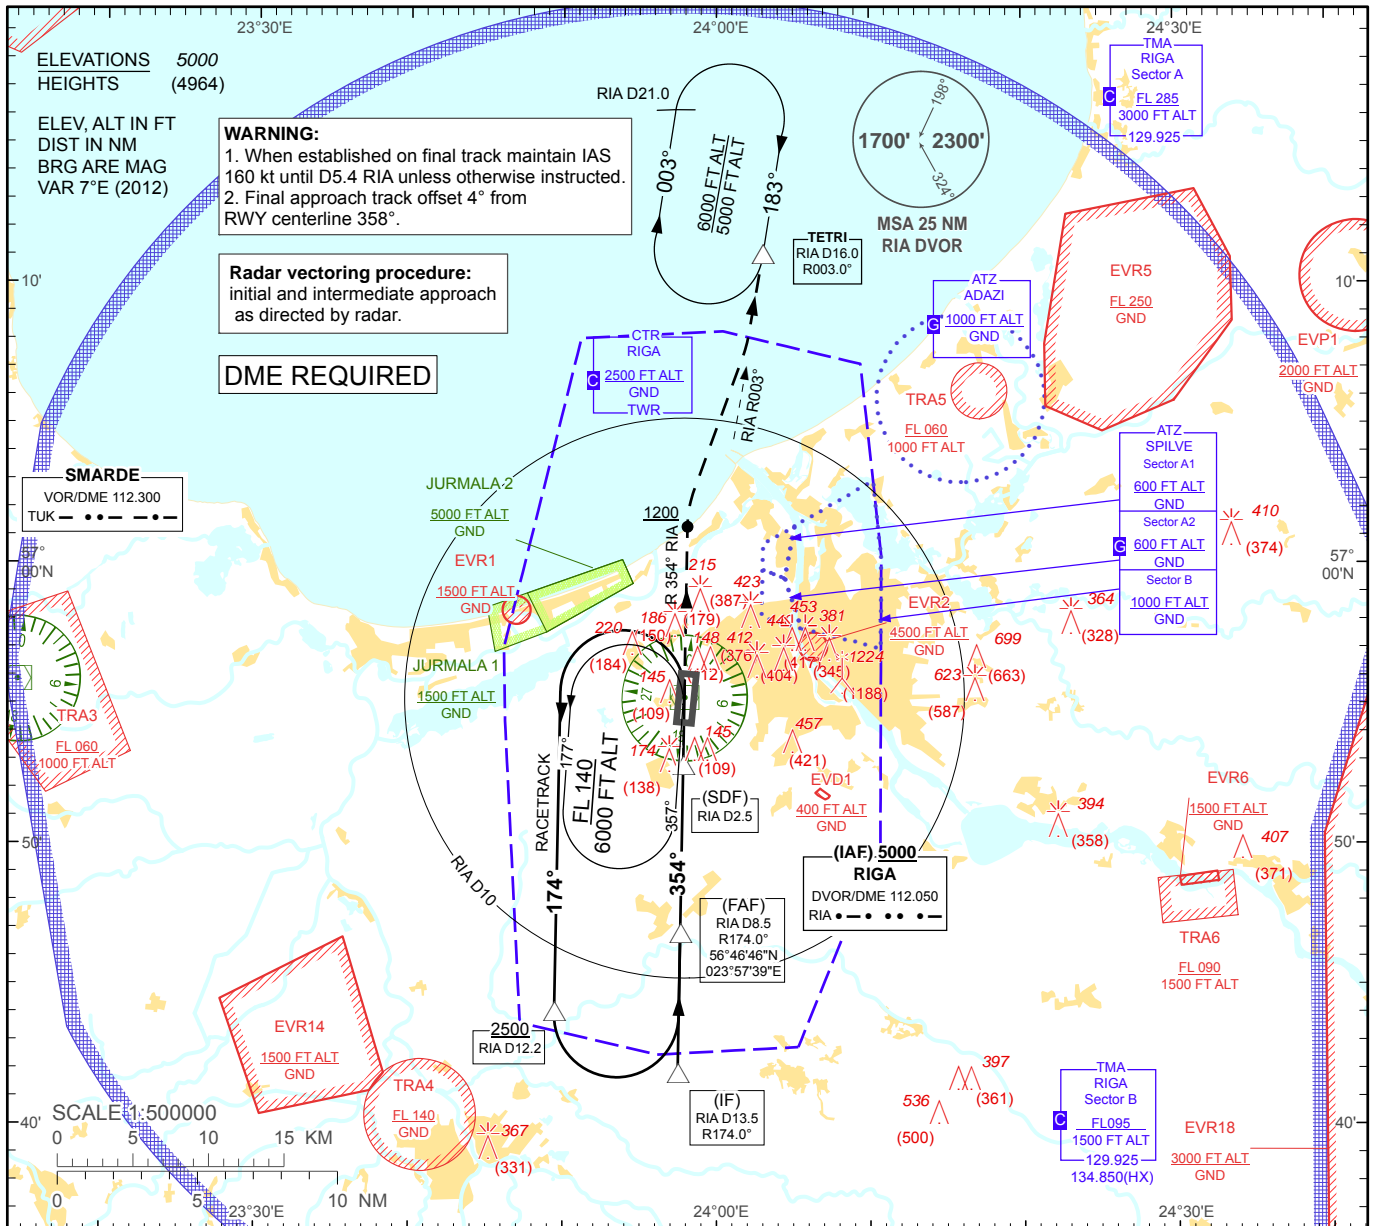 23°30'E
24°00'E
24°30'E
ELEVATIONS 5000
HEIGHTS (4964)
ELEV, ALT IN FT
DIST IN NM
BRG ARE MAG
VAR 7°E (2012)
WARNING:
1. When established on final track maintain IAS
160 kt until D5.4 RIA unless otherwise instructed.
2. Final approach track offset 4° from
RWY centerline 358°.
Radar vectoring procedure:
initial and intermediate approach
as directed by radar.
DME REQUIRED
RIA D21.0
003°
6000 FT ALT
5000 FT ALT
183°
TETRI
RIA D16.0
R003.0°
198°
1700' 2300'
324°
MSA 25 NM
RIA DVOR
TMA
RIGA
Sector A
C
FL 285
3000 FT ALT
129.925
10'
10'
EVR5
FL 250
GND
EVP1
2000 FT ALT
GND
ATZ
ADAZI
G
1000 FT ALT
GND
TRA5
FL 060
1000 FT ALT
CTR
RIGA
C
2500 FT ALT
GND
TWR
RIA R003°
SMARDE
VOR/DME 112.300
TUK
57°
00'N
57°
00'N
JURMALA 2
5000 FT ALT
GND
EVR1
1500 FT ALT
GND
JURMALA 1
1500 FT ALT
GND
1200
R 354° RIA
ATZ
SPILVE
Sector A1
600 FT ALT
GND
Sector A2
G
600 FT ALT
GND
Sector B
1000 FT ALT
GND
410
(374)
364
(328)
699
(663)
623
(587)
EVR2
4500 FT ALT
GND
215
(179)
423
(387)
453
(417)
381
(345)
412
(376)
(404)
1224
(1188)
186
(150)
220
(184)
148
145
(109)
27
9
9
174
(138)
145
(109)
457
(421)
EVD1
400 FT ALT
GND
TRA3
FL 060
1000 FT ALT
RACETRACK
177°
FL 140
6000 FT ALT
357°
174°
354°
(SDF)
RIA D2.5
RIA D10
(IAF) 5000
RIGA
DVOR/DME 112.050
RIA
(FAF)
RIA D8.5
R174.0°
56°46'46"N
023°57'39"E
50'
50'
394
(358)
EVR6
1500 FT ALT
GND
407
(371)
TRA6
FL 090
1500 FT ALT
2500
RIA D12.2
(IF)
RIA D13.5
R174.0°
EVR14
1500 FT ALT
GND
TRA4
FL 140
GND
367
(331)
397
(361)
536
(500)
TMA
RIGA
Sector B
C
FL095
1500 FT ALT
129.925
134.850(HX)
EVR18
3000 FT ALT
GND
40'
40'
SCALE 1:500000
0 5 10 15 KM
0 5 10 NM
23°30'E
24°00'E
24°30'E